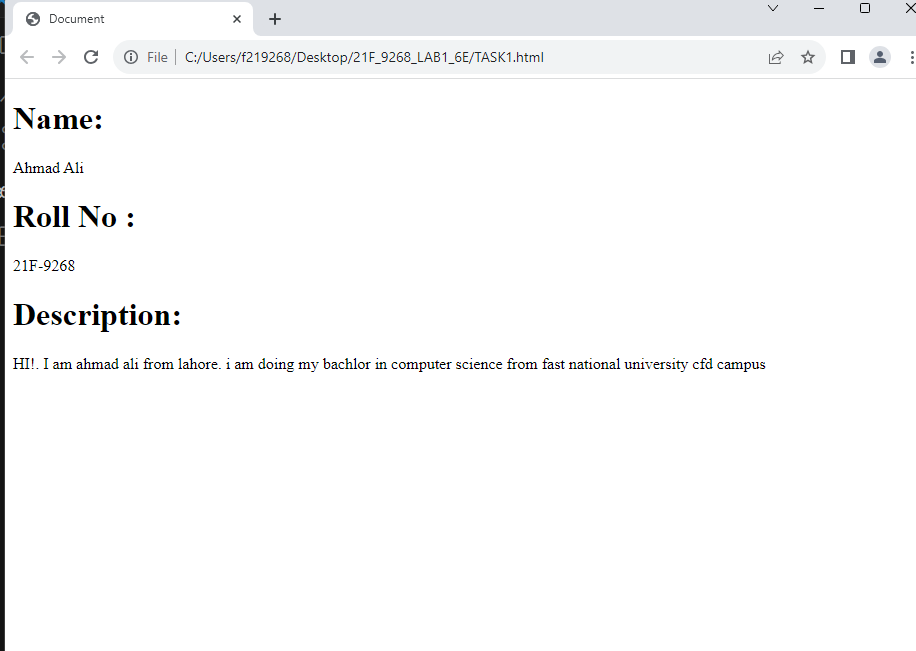 Document
File C:/Users/f219268/Desktop/21F_9268_LAB1_6E/TASK1.html
Name:
Ahmad Ali
Roll No :
21F-9268
Description:
HI!. I am ahmad ali from lahore. i am doing my bachlor in computer science from fast national university cfd campus